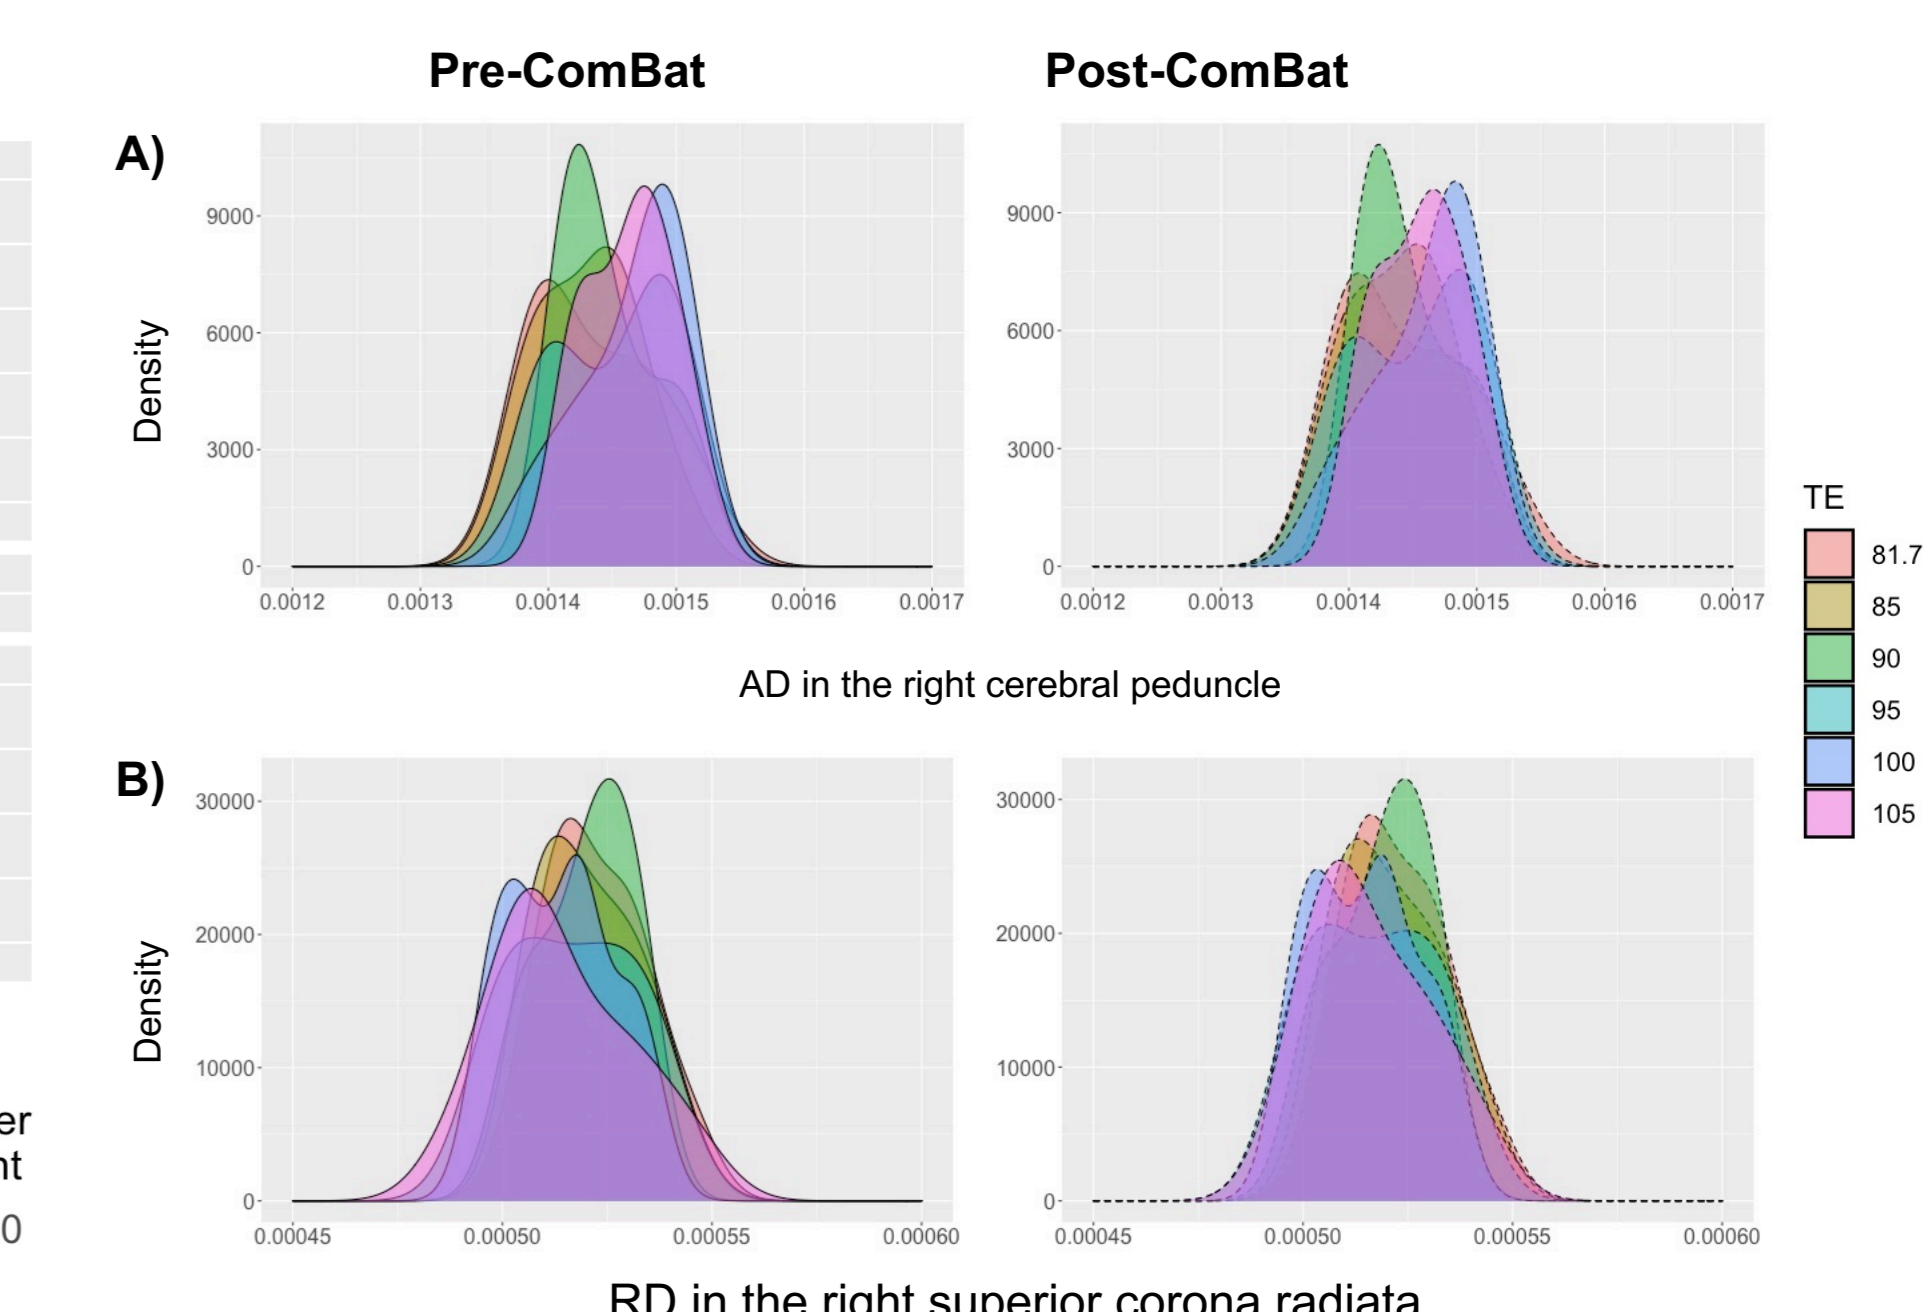 Pre-ComBat Post-ComBat
A)
Density
9000
6000
3000
0
0.0012 0.0013 0.0014 0.0015 0.0016 0.0017
9000
6000
3000
0
0.0012 0.0013 0.0014 0.0015 0.0016 0.0017
AD in the right cerebral peduncle
TE
81.7
85
90
95
100
105
B)
Density
30000
20000
10000
0
0.00045 0.00050 0.00055 0.00060
30000
20000
10000
0
0.00045 0.00050 0.00055 0.00060
RD in the right superior corona radiata
er
nt
0